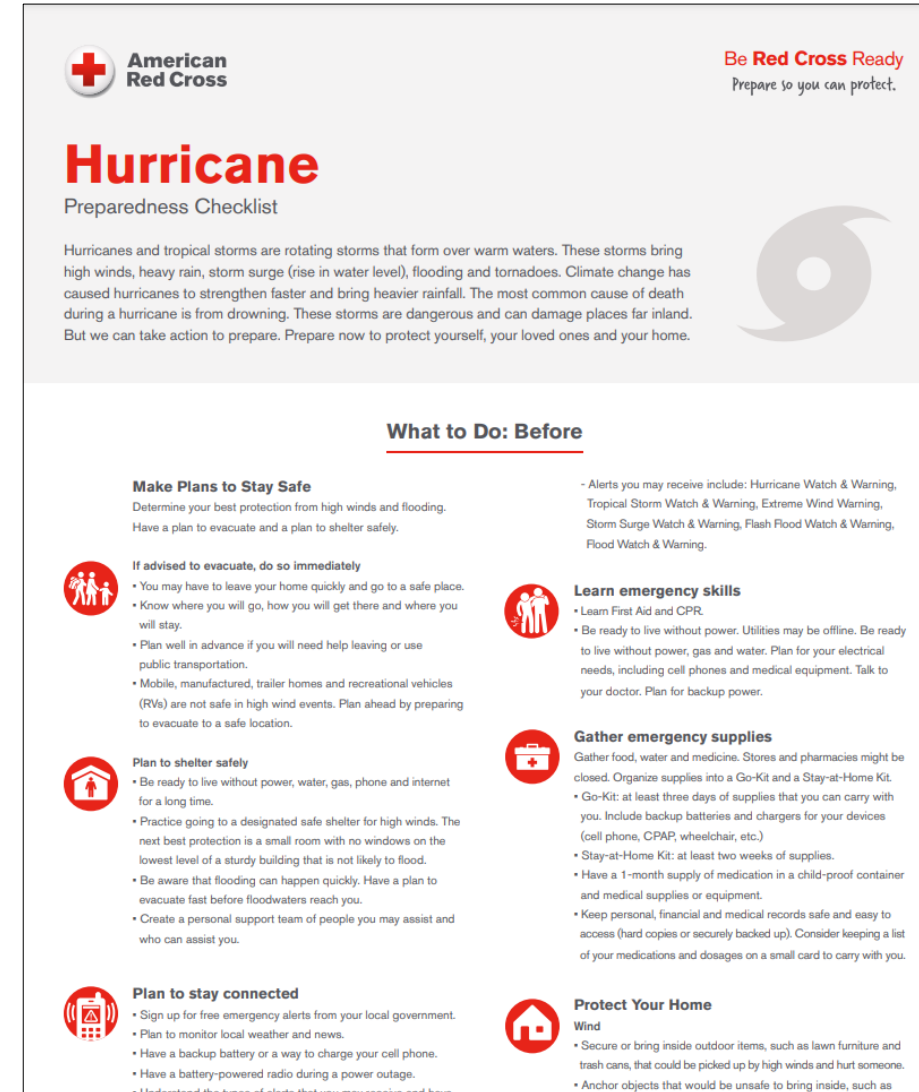 American
Red Cross
Be Red Cross Ready
Prepare so you can protect.
Hurricane
Preparedness Checklist
Hurricanes and tropical storms are rotating storms that form over warm waters. These storms bring
high winds, heavy rain, storm surge (rise in water level), flooding and tornadoes. Climate change has
caused hurricanes to strengthen faster and bring heavier rainfall. The most common cause of death
during a hurricane is from drowning. These storms are dangerous and can damage places far inland.
But we can take action to prepare. Prepare now to protect yourself, your loved ones and your home.
What to Do: Before
Make Plans to Stay Safe
Determine your best protection from high winds and flooding.
Have a plan to evacuate and a plan to shelter safely.
If advised to evacuate, do so immediately
• You may have to leave your home quickly and go to a safe place.
• Know where you will go, how you will get there and where you
will stay.
• Plan well in advance if you will need help leaving or use
public transportation.
• Mobile, manufactured, trailer homes and recreational vehicles
(RVs) are not safe in high wind events. Plan ahead by preparing
to evacuate to a safe location.
Plan to shelter safely
• Be ready to live without power, water, gas, phone and internet
for a long time.
• Practice going to a designated safe shelter for high winds. The
next best protection is a small room with no windows on the
lowest level of a sturdy building that is not likely to flood.
• Be aware that flooding can happen quickly. Have a plan to
evacuate fast before floodwaters reach you.
• Create a personal support team of people you may assist and
who can assist you.
Plan to stay connected
• Sign up for free emergency alerts from your local government.
• Plan to monitor local weather and news.
• Have a backup battery or a way to charge your cell phone.
• Have a battery-powered radio during a power outage.
• Understand the types of alerts that you may receive and have
- Alerts you may receive include: Hurricane Watch & Warning,
Tropical Storm Watch & Warning, Extreme Wind Warning,
Storm Surge Watch & Warning, Flash Flood Watch & Warning,
Flood Watch & Warning.
Learn emergency skills
• Learn First Aid and CPR.
• Be ready to live without power. Utilities may be offline. Be ready
to live without power, gas and water. Plan for your electrical
needs, including cell phones and medical equipment. Talk to
your doctor. Plan for backup power.
Gather emergency supplies
Gather food, water and medicine. Stores and pharmacies might be
closed. Organize supplies into a Go-Kit and a Stay-at-Home Kit.
• Go-Kit: at least three days of supplies that you can carry with
you. Include backup batteries and chargers for your devices
(cell phone, CPAP, wheelchair, etc.)
• Stay-at-Home Kit: at least two weeks of supplies.
• Have a 1-month supply of medication in a child-proof container
and medical supplies or equipment.
• Keep personal, financial and medical records safe and easy to
access (hard copies or securely backed up). Consider keeping a list
of your medications and dosages on a small card to carry with you.
Protect Your Home
Wind
• Secure or bring inside outdoor items, such as lawn furniture and
trash cans, that could be picked up by high winds and hurt someone.
• Anchor objects that would be unsafe to bring inside, such as